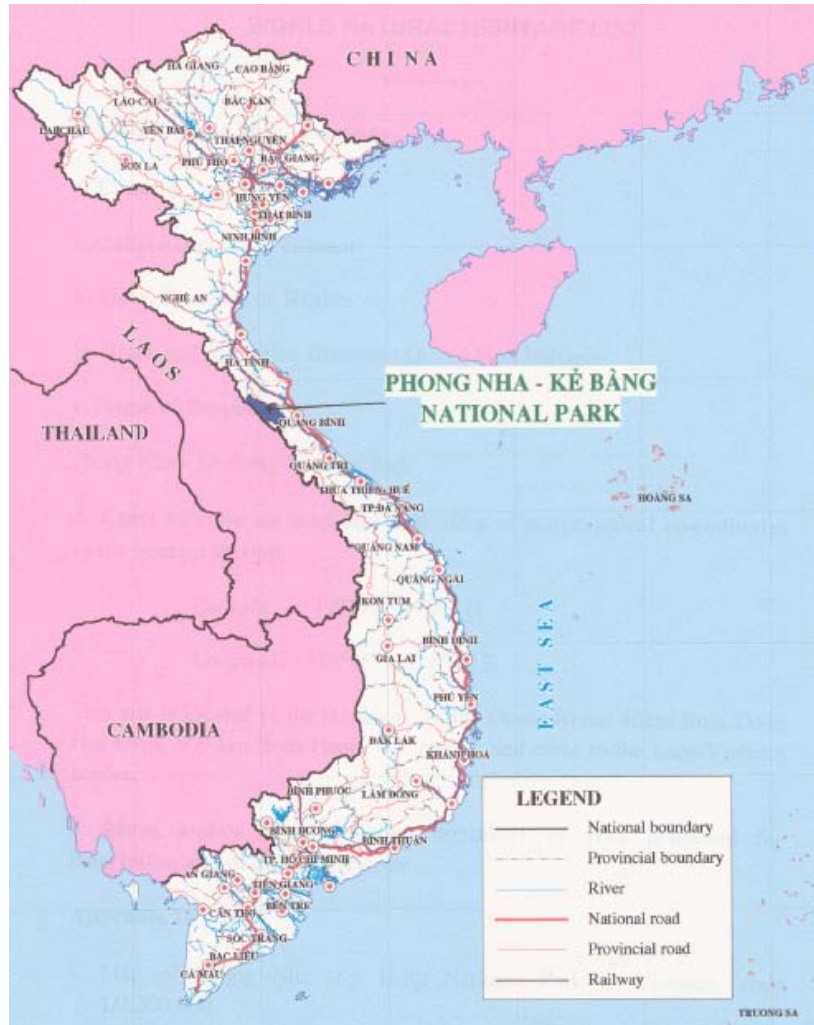 WORLD NATURAL HERITAGE LIST
CHINA
HÀ GIANG
CAO BẰNG
LÀO CAI
BẮC KẠN
LAI CHÂU
YÊN BÁI
THÁI NGUYÊN
SƠN LA
PHÚ THỌ
BẮC GIANG
HƯNG YÊN
THÁI BÌNH
NINH BÌNH
NGHỆ AN
LAOS
HÀ TĨNH
PHONG NHA - KẺ BÀNG
NATIONAL PARK
THAILAND
QUẢNG BÌNH
QUẢNG TRỊ
THỪA THIÊN-HUẾ
HOÀNG SA
TP.ĐÀ NẴNG
QUẢNG NAM
QUẢNG NGÃI
KON TUM
EAST SEA
BÌNH ĐỊNH
GIA LAI
PHÚ YÊN
CAMBODIA
ĐẮK LẮK
KHÁNH HOÀ
BÌNH PHƯỚC
LÂM ĐỒNG
BÌNH DƯƠNG
BÌNH THUẬN
TP. HỒ CHÍ MINH
AN GIANG
TIỀN GIANG
BẾN TRE
CẦN THƠ
SÓC TRĂNG
BẠC LIÊU
CÀ MAU
LEGEND
National boundary
Provincial boundary
River
National road
Provincial road
Railway
TRUONG SA